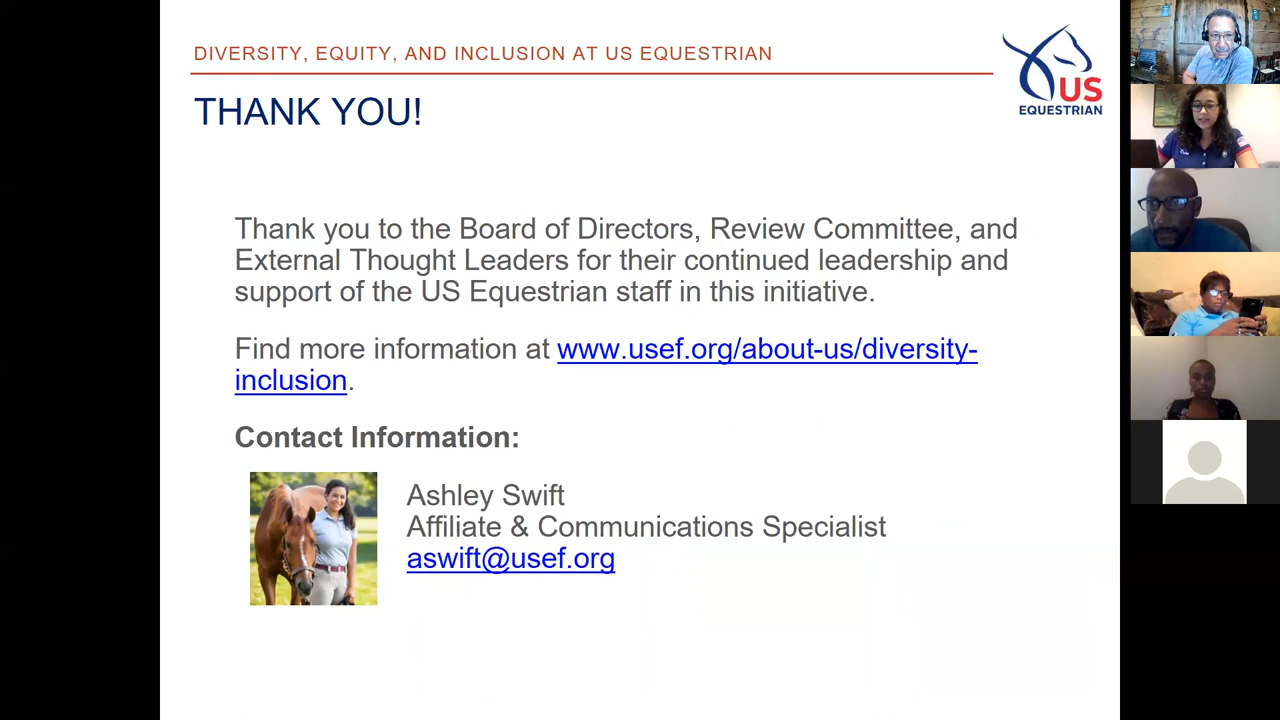 DIVERSITY, EQUITY, AND INCLUSION AT US EQUESTRIAN
US
EQUESTRIAN
THANK YOU!
Thank you to the Board of Directors, Review Committee, and
External Thought Leaders for their continued leadership and
support of the US Equestrian staff in this initiative.
Find more information at www.usef.org/about-us/diversity-
inclusion.
Contact Information:
Ashley Swift
Affiliate & Communications Specialist
aswift@usef.org